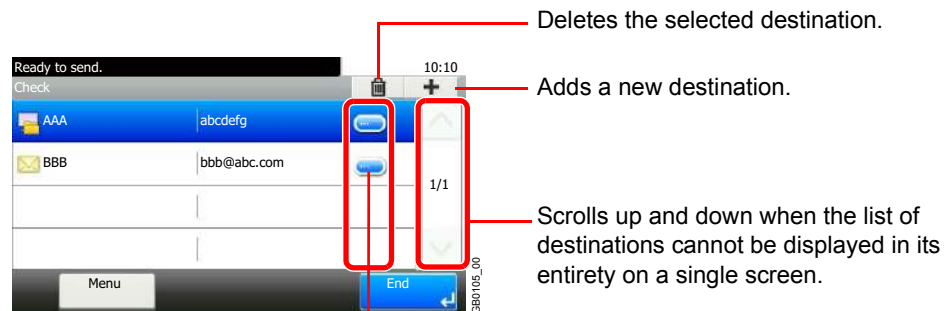 Deletes the selected destination.
Ready to send.
10:10
Check
Adds a new destination.
AAA
abcdefg
BBB
bbb@abc.com
1/1
Scrolls up and down when the list of
destinations cannot be displayed in its
entirety on a single screen.
Menu
End
GB0105_00